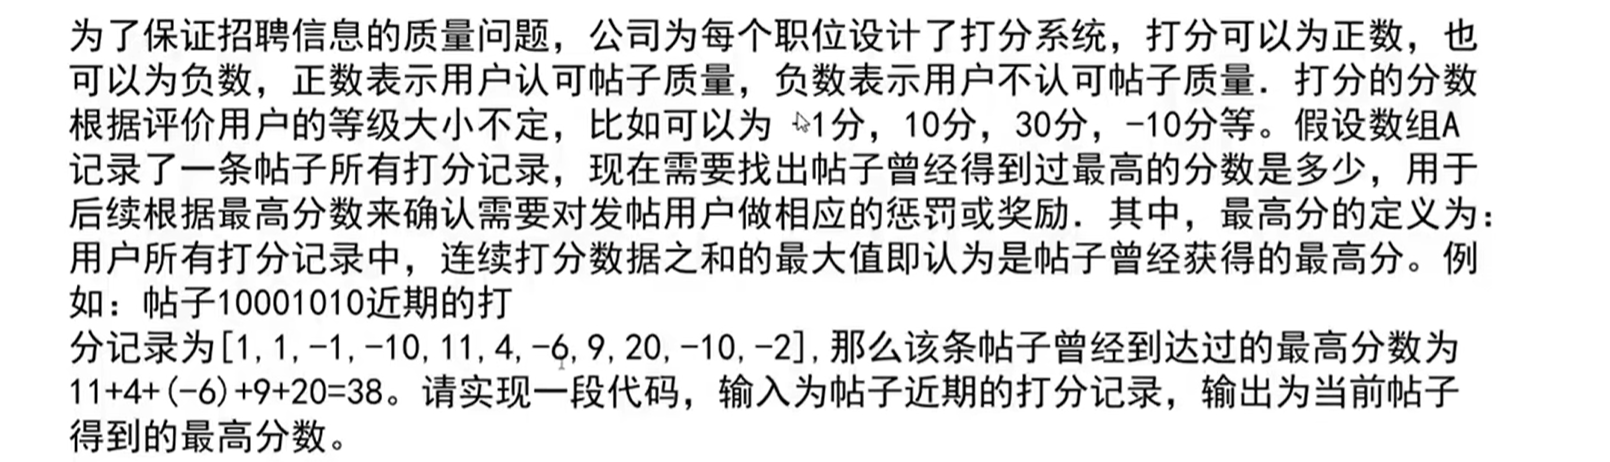 为了保证招聘信息的质量问题，公司为每个职位设计了打分系统，打分可以为正数，也
可以为负数，正数表示用户认可帖子质量，负数表示用户不认可帖子质量．打分的分数
根据评价用户的等级大小不定，比如可以为 -1分，10分，30分，-10分等。假设数组A
记录了一条帖子所有打分记录，现在需要找出帖子曾经得到过最高的分数是多少，用于
后续根据最高分数来确认需要对发帖用户做相应的惩罚或奖励．其中，最高分的定义为：
用户所有打分记录中，连续打分数据之和的最大值即认为是帖子曾经获得的最高分。例
如：帖子10001010近期的打
分记录为[1,1,-1,-10,11,4,-6,9,20,-10,-2],那么该条帖子曾经到达过的最高分数为
11+4+(-6)+9+20=38。请实现一段代码，输入为帖子近期的打分记录，输出为当前帖子
得到的最高分数。